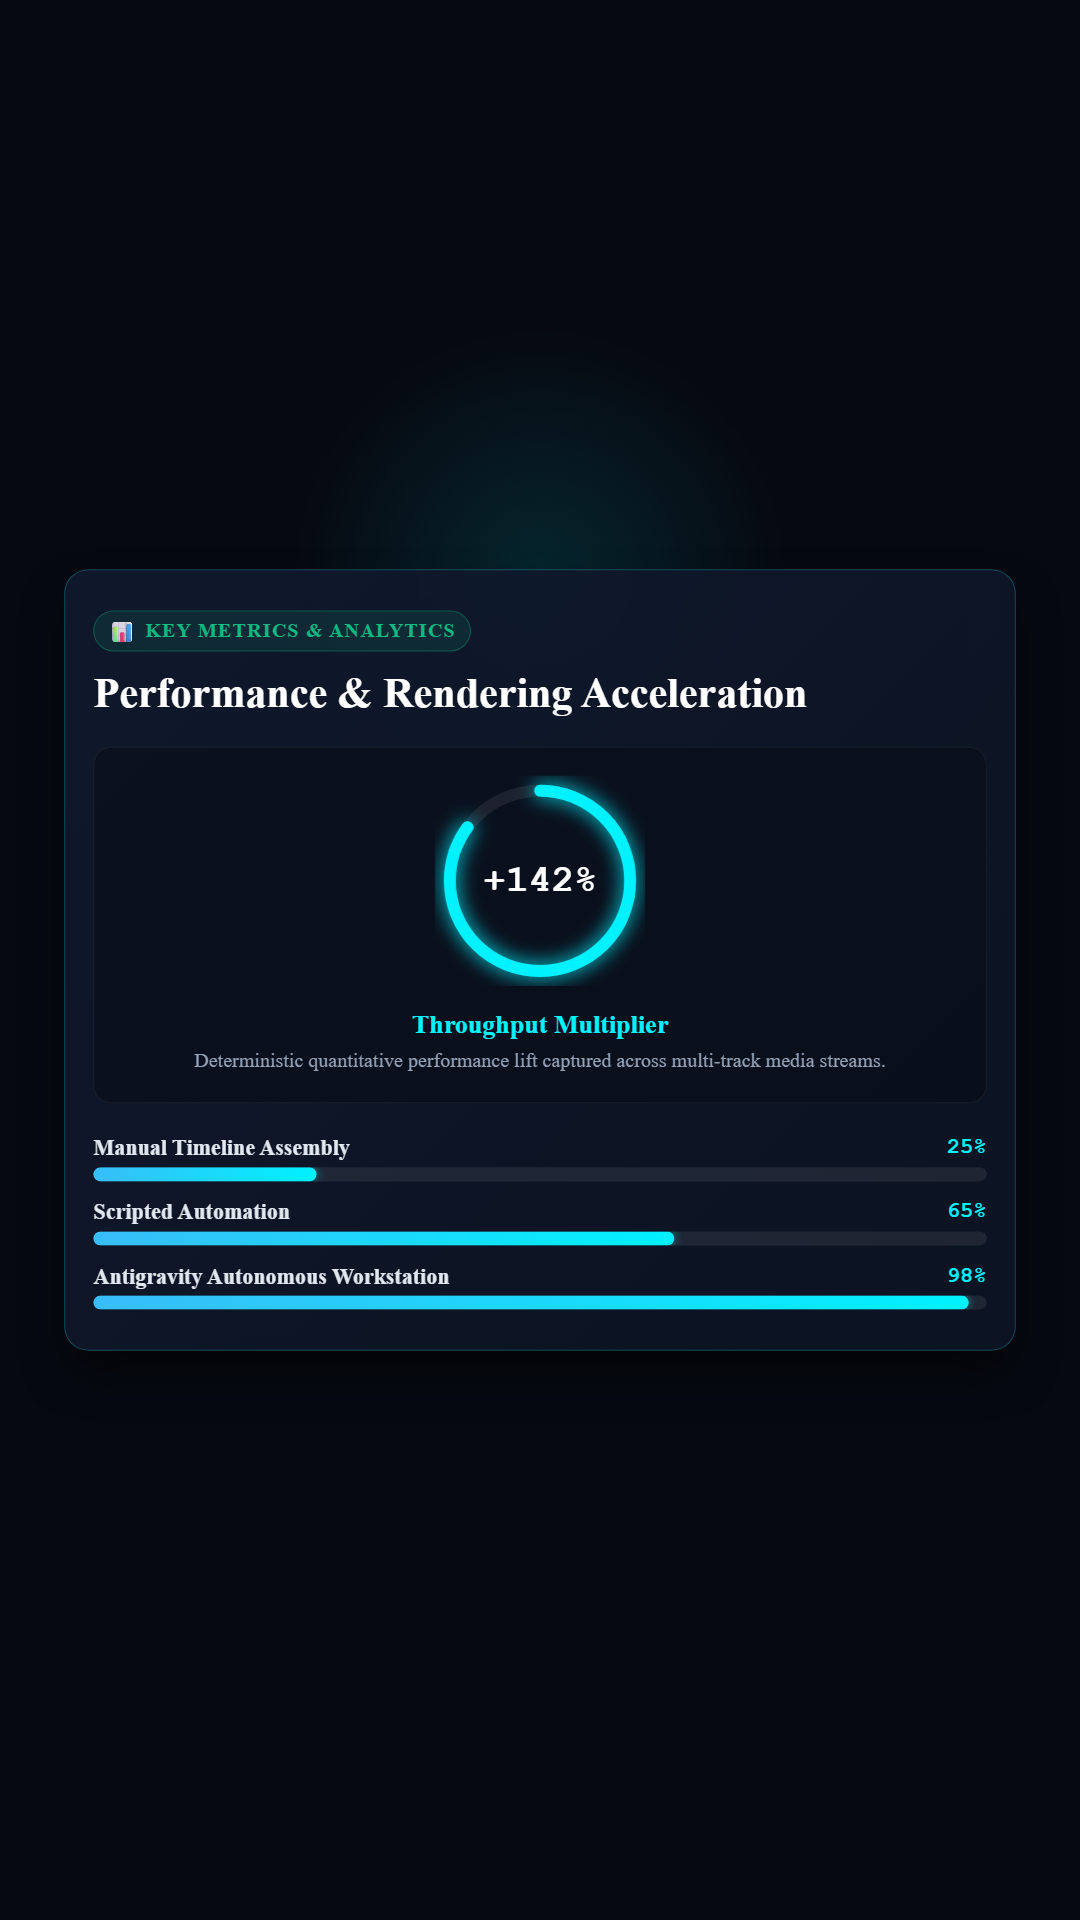 📊 KEY METRICS & ANALYTICS
Performance & Rendering Acceleration
+142%
Throughput Multiplier
Deterministic quantitative performance lift captured across multi-track media streams.
Manual Timeline Assembly 25%
Scripted Automation 65%
Antigravity Autonomous Workstation 98%